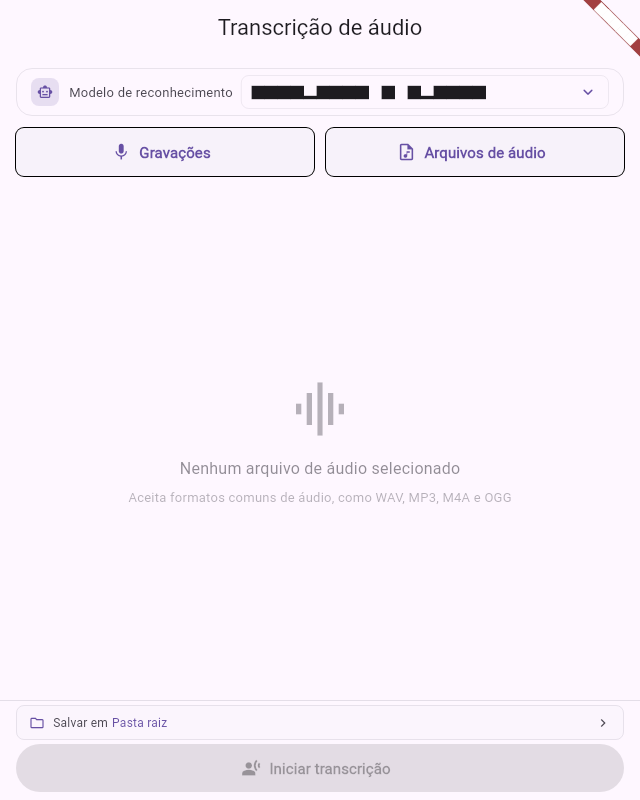 Transcrição de áudio
Modelo de reconhecimento
Gravações
Arquivos de áudio
Nenhum arquivo de áudio selecionado
Aceita formatos comuns de áudio, como WAV, MP3, M4A e OGG
Salvar em Pasta raiz
Iniciar transcrição